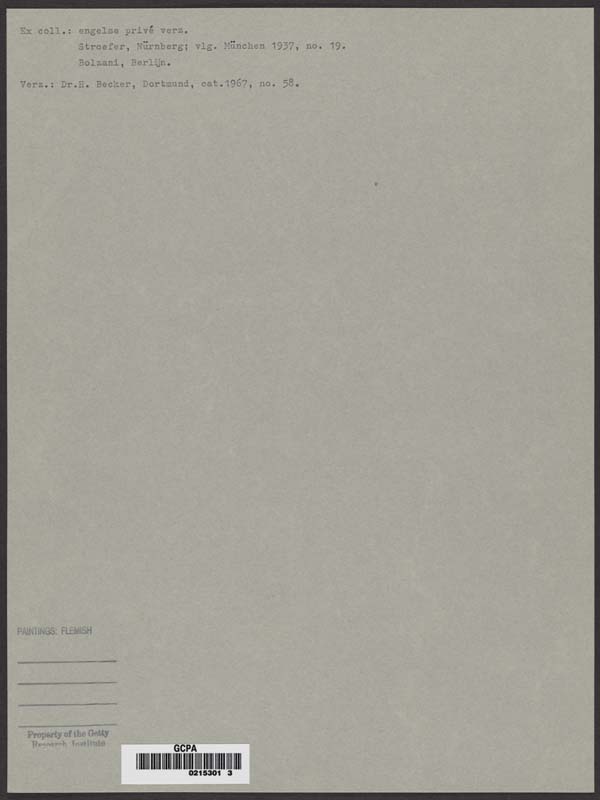 Ex coll.: engelse privé verz.
Stroefer, Nürnberg; vlg. München 1937, no. 19.
Bolzani, Berlijn.
Verz.: Dr.H. Becker, Dortmund, cat.1967, no. 58.
PAINTINGS: FLEMISH
Property of the Getty
Research Institute
GCPA
0215301 3